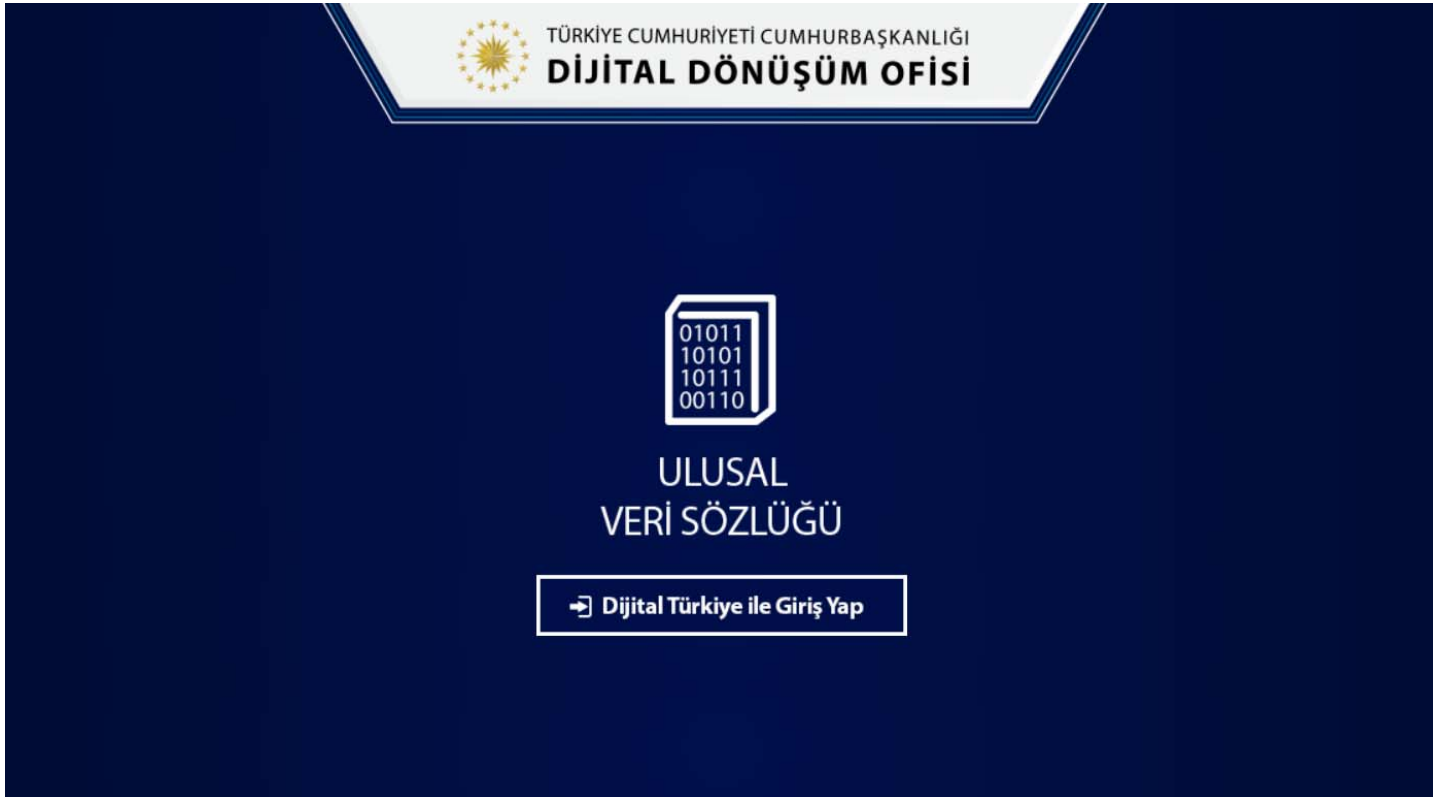 TÜRKİYE CUMHURİYETİ CUMHURBAŞKANLIĞI
DİJİTAL DÖNÜŞÜM OFİSİ
01011
10101
10111
00110
ULUSAL
VERİ SÖZLÜĞÜ
Dijital Türkiye ile Giriş Yap